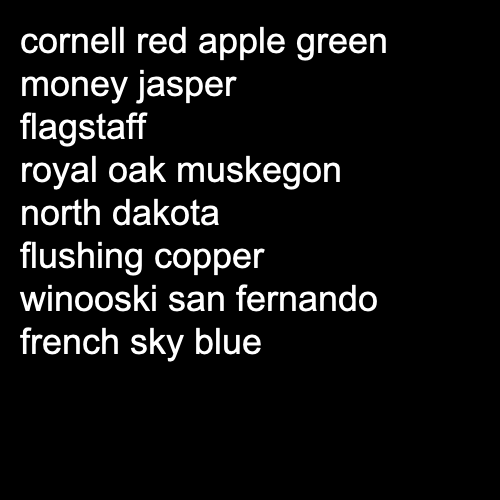 cornell red apple green
money jasper
flagstaff
royal oak muskegon
north dakota
flushing copper
winooski san fernando
french sky blue